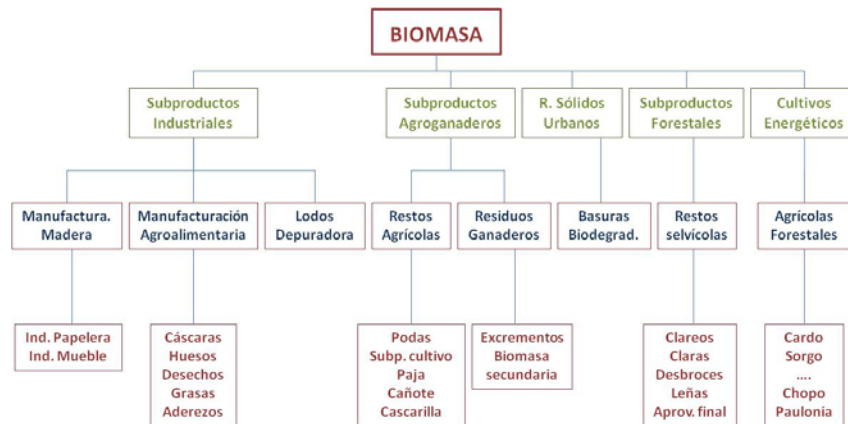 BIOMASA
Subproductos
Industriales
Subproductos
Agroganaderos
R. Sólidos
Urbanos
Subproductos
Forestales
Cultivos
Energéticos
Manufactura.
Madera
Manufacturación
Agroalimentaria
Lodos
Depuradora
Restos
Agrícolas
Residuos
Ganaderos
Basuras
Biodegrad.
Restos
selvícolas
Agrícolas
Forestales
Ind. Papelera
Ind. Mueble
Cáscaras
Huesos
Desechos
Grasas
Aderezos
Podas
Subp. cultivo
Paja
Cañote
Cascarilla
Excrementos
Biomasa
secundaria
Clareos
Claras
Desbroces
Leñas
Aprov. final
Cardo
Sorgo
....
Chopo
Paulonía